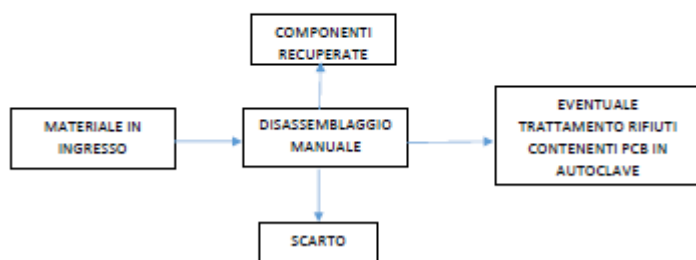 COMPONENTI
RECUPERATE
MATERIALE IN
INGRESSO
DISASSEMBLAGGIO
MANUALE
EVENTUALE
TRATTAMENTO RIFIUTI
CONTENENTI PCB IN
AUTOCLAVE
SCARTO